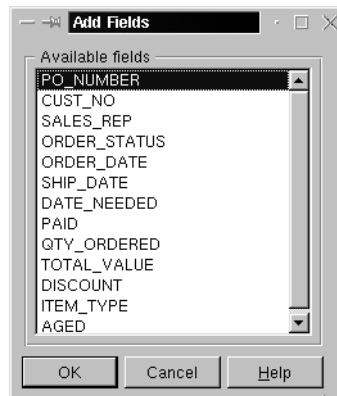 Add Fields
Available fields
PO_NUMBER
CUST_NO
SALES_REP
ORDER_STATUS
ORDER_DATE
SHIP_DATE
DATE_NEEDED
PAID
QTY_ORDERED
TOTAL_VALUE
DISCOUNT
ITEM_TYPE
AGED
OK Cancel Help